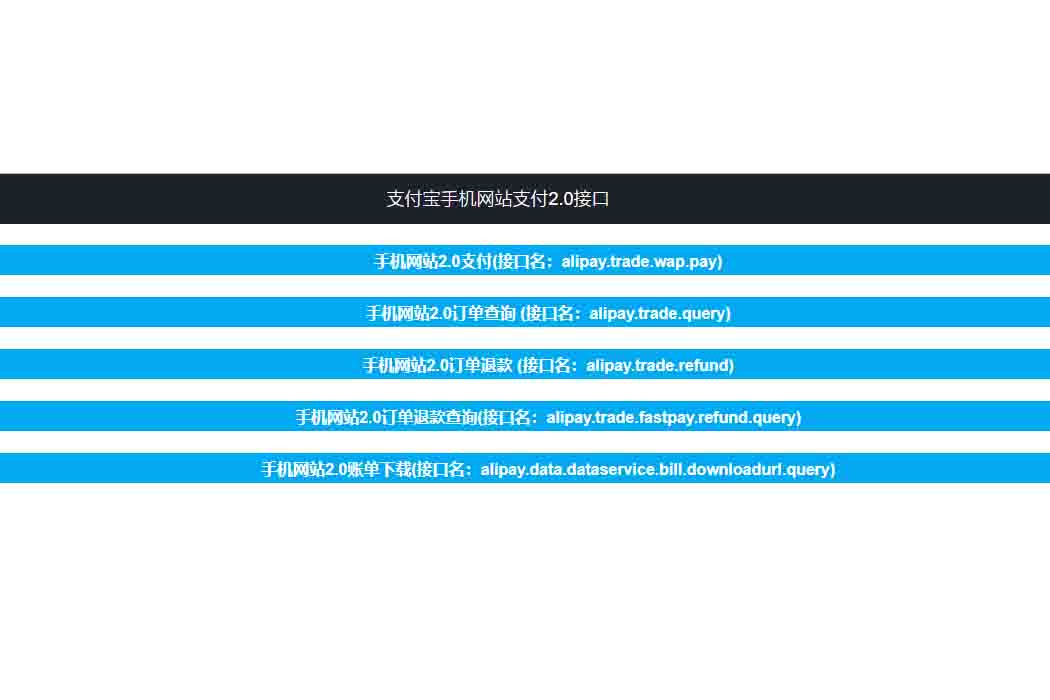 支付宝手机网站支付2.0接口
手机网站2.0支付(接口名：alipay.trade.wap.pay)
手机网站2.0订单查询 (接口名：alipay.trade.query)
手机网站2.0订单退款 (接口名：alipay.trade.refund)
手机网站2.0订单退款查询(接口名：alipay.trade.fastpay.refund.query)
手机网站2.0账单下载(接口名：alipay.data.dataservice.bill.downloadurl.query)